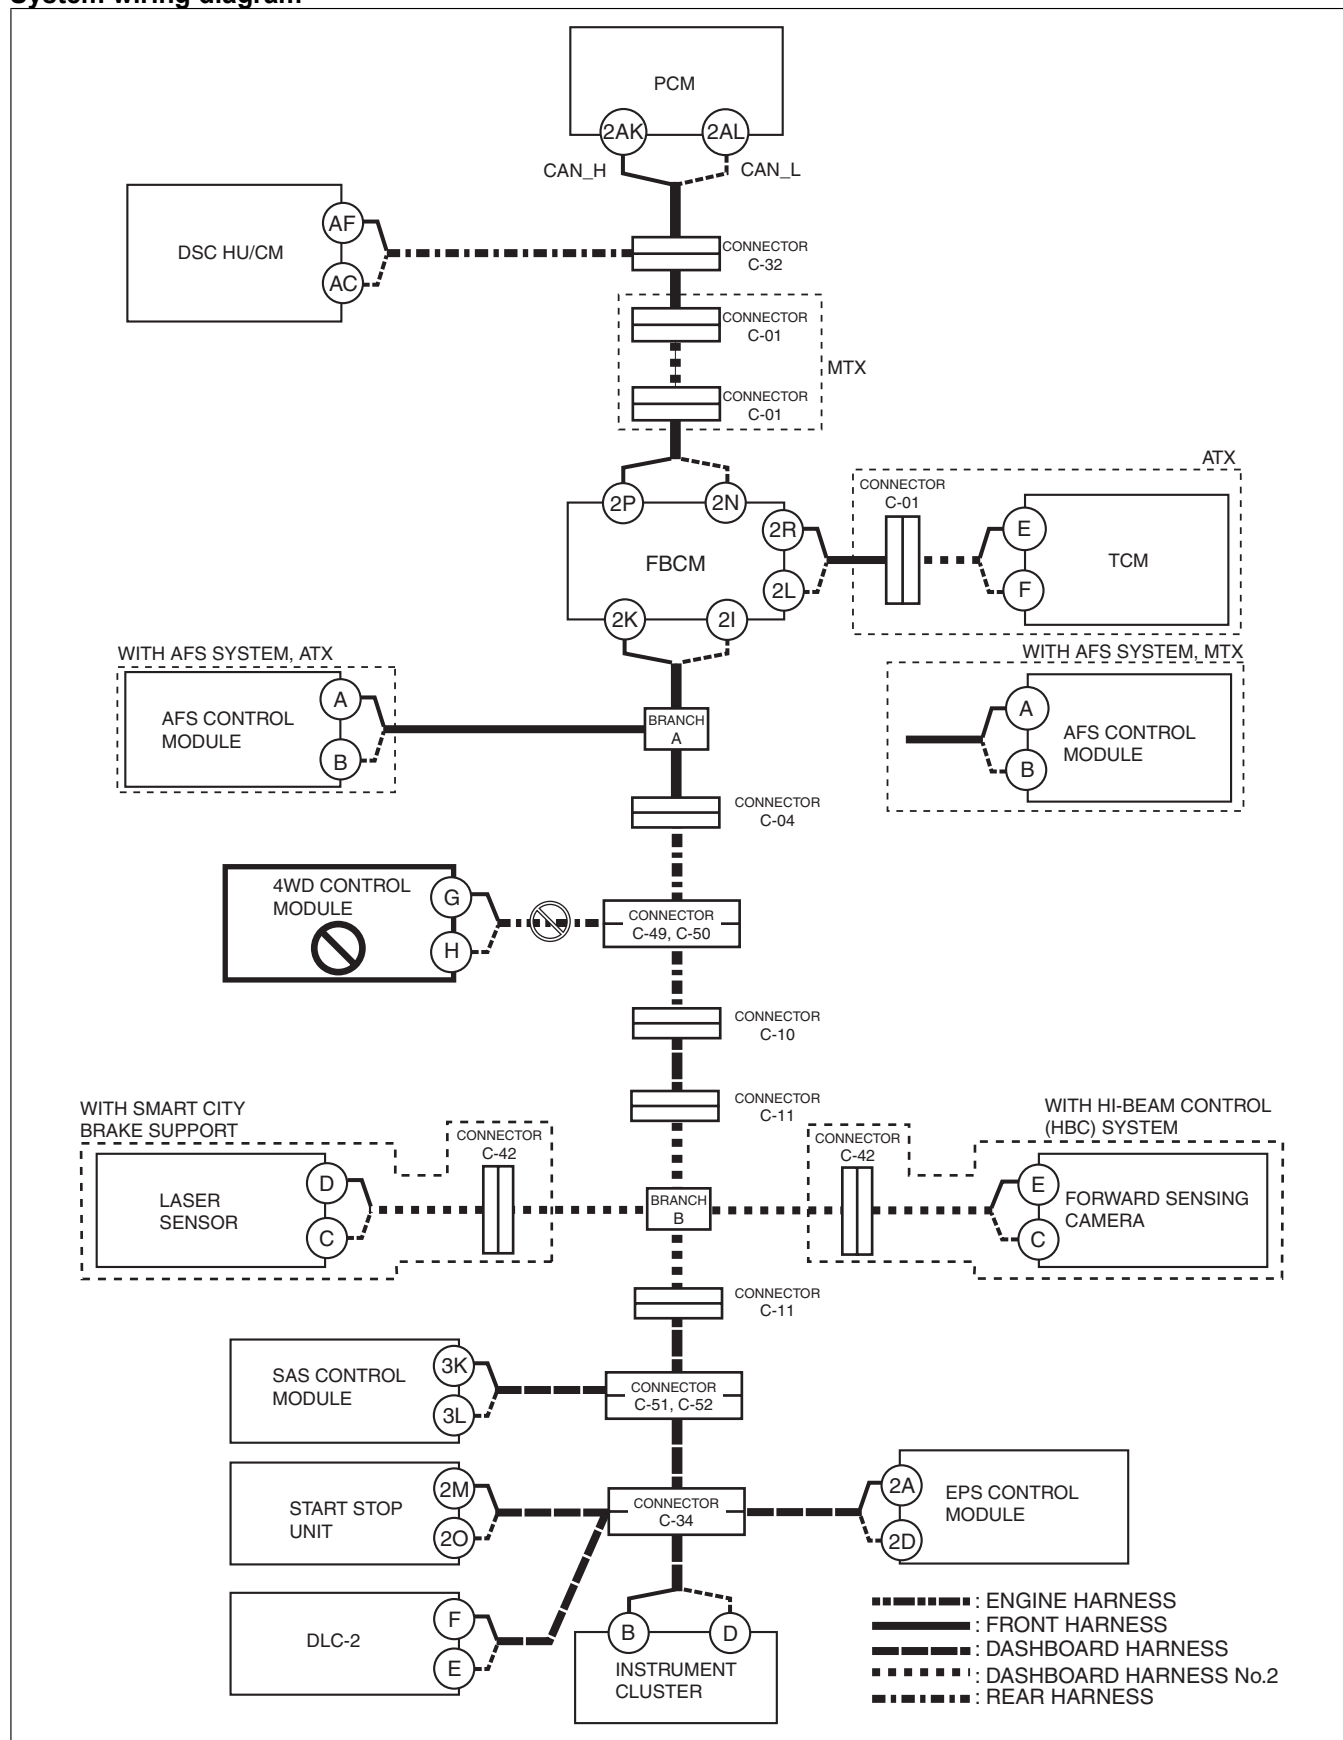 System wiring diagram
PCM
2AK
2AL
CAN_H
CAN_L
DSC HU/CM
AF
AC
CONNECTOR
C-32
CONNECTOR
C-01
MTX
CONNECTOR
C-01
2P
2N
2R
2L
FBCM
2K
2I
ATX
CONNECTOR
C-01
E
F
TCM
WITH AFS SYSTEM, ATX
AFS CONTROL
MODULE
A
B
BRANCH
A
WITH AFS SYSTEM, MTX
A
B
AFS CONTROL
MODULE
CONNECTOR
C-04
4WD CONTROL
MODULE
G
H
CONNECTOR
C-49, C-50
CONNECTOR
C-10
CONNECTOR
C-11
WITH SMART CITY
BRAKE SUPPORT
CONNECTOR
C-42
LASER
SENSOR
D
C
BRANCH
B
WITH HI-BEAM CONTROL
(HBC) SYSTEM
CONNECTOR
C-42
E
C
FORWARD SENSING
CAMERA
CONNECTOR
C-11
SAS CONTROL
MODULE
3K
3L
CONNECTOR
C-51, C-52
START STOP
UNIT
2M
2O
CONNECTOR
C-34
2A
2D
EPS CONTROL
MODULE
DLC-2
F
E
B
D
INSTRUMENT
CLUSTER
: ENGINE HARNESS
: FRONT HARNESS
: DASHBOARD HARNESS
: DASHBOARD HARNESS No.2
: REAR HARNESS